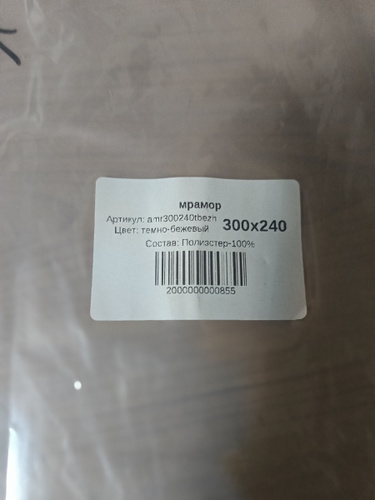 мрамор
Артикул: amr300240tbezh
Цвет: темно-бежевый
300х240
Состав: Полиэстер-100%
2000000000855